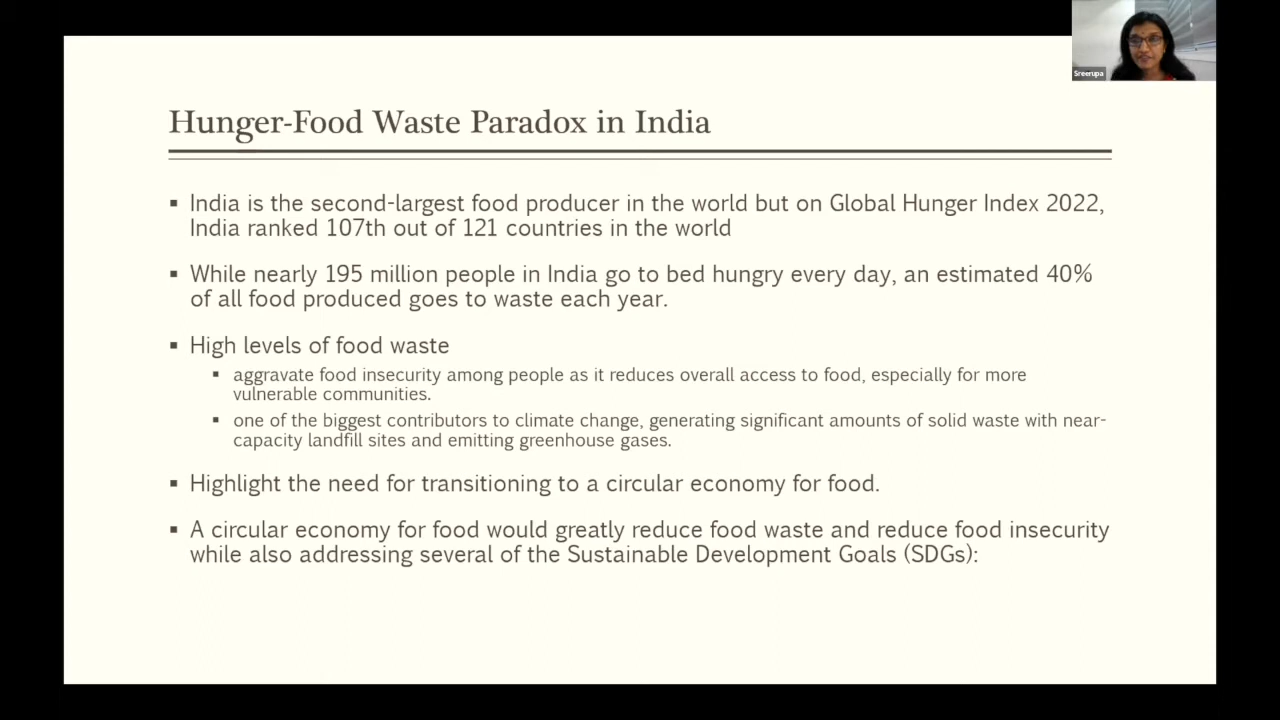 Sreerupa
Hunger-Food Waste Paradox in India
▪ India is the second-largest food producer in the world but on Global Hunger Index 2022,
India ranked 107th out of 121 countries in the world
▪ While nearly 195 million people in India go to bed hungry every day, an estimated 40%
of all food produced goes to waste each year.
▪ High levels of food waste
▪ aggravate food insecurity among people as it reduces overall access to food, especially for more
vulnerable communities.
▪ one of the biggest contributors to climate change, generating significant amounts of solid waste with near-
capacity landfill sites and emitting greenhouse gases.
▪ Highlight the need for transitioning to a circular economy for food.
▪ A circular economy for food would greatly reduce food waste and reduce food insecurity
while also addressing several of the Sustainable Development Goals (SDGs):